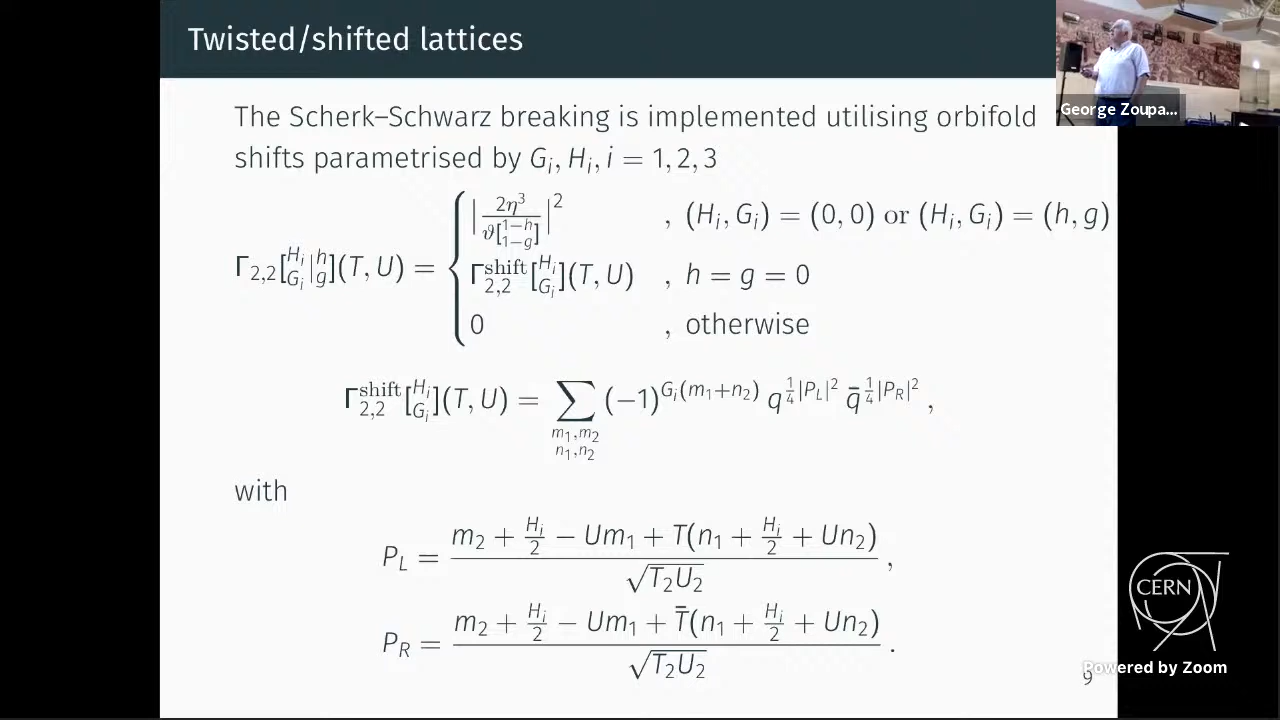 Twisted/shifted lattices
George Zoupa...
The Scherk–Schwarz breaking is implemented utilising orbifold
shifts parametrised by G_i, H_i, i = 1, 2, 3
Γ_{2,2}[^{H_i}_{G_i}|^h_g](T, U) = { |2η³ / ϑ[^{1−h}_{1−g}]|² , (H_i, G_i) = (0, 0) or (H_i, G_i) = (h, g)
Γ^{shift}_{2,2}[^{H_i}_{G_i}](T, U) , h = g = 0
0 , otherwise
Γ^{shift}_{2,2}[^{H_i}_{G_i}](T, U) = ∑_{m_1,m_2 n_1,n_2} (−1)^{G_i(m_1+n_2)} q^{¼|P_L|²} q̄^{¼|P_R|²} ,
with
P_L = (m_2 + H_i/2 − Um_1 + T(n_1 + H_i/2 + Un_2)) / √(T_2U_2) ,
P_R = (m_2 + H_i/2 − Um_1 + T̄(n_1 + H_i/2 + Un_2)) / √(T_2U_2) .
CERN
Powered by Zoom
9